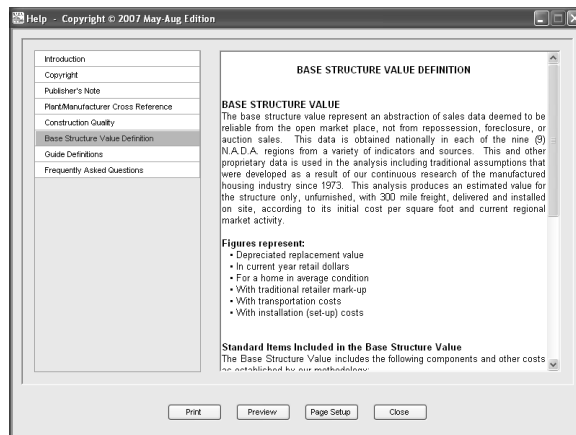 Help - Copyright © 2007 May-Aug Edition
Introduction
Copyright
Publisher's Note
Plant/Manufacturer Cross Reference
Construction Quality
Base Structure Value Definition
Guide Definitions
Frequently Asked Questions
BASE STRUCTURE VALUE DEFINITION
BASE STRUCTURE VALUE
The base structure value represent an abstraction of sales data deemed to be
reliable from the open market place, not from repossession, foreclosure, or
auction sales. This data is obtained nationally in each of the nine (9)
N.A.D.A. regions from a variety of indicators and sources. This and other
proprietary data is used in the analysis including traditional assumptions that
were developed as a result of our continuous research of the manufactured
housing industry since 1973. This analysis produces an estimated value for
the structure only, unfurnished, with 300 mile freight, delivered and installed
on site, according to its initial cost per square foot and current regional
market activity.
Figures represent:
• Depreciated replacement value
• In current year retail dollars
• For a home in average condition
• With traditional retailer mark-up
• With transportation costs
• With installation (set-up) costs
Standard Items Included in the Base Structure Value
The Base Structure Value includes the following components and other costs
as established by our methodology:
Print
Preview
Page Setup
Close